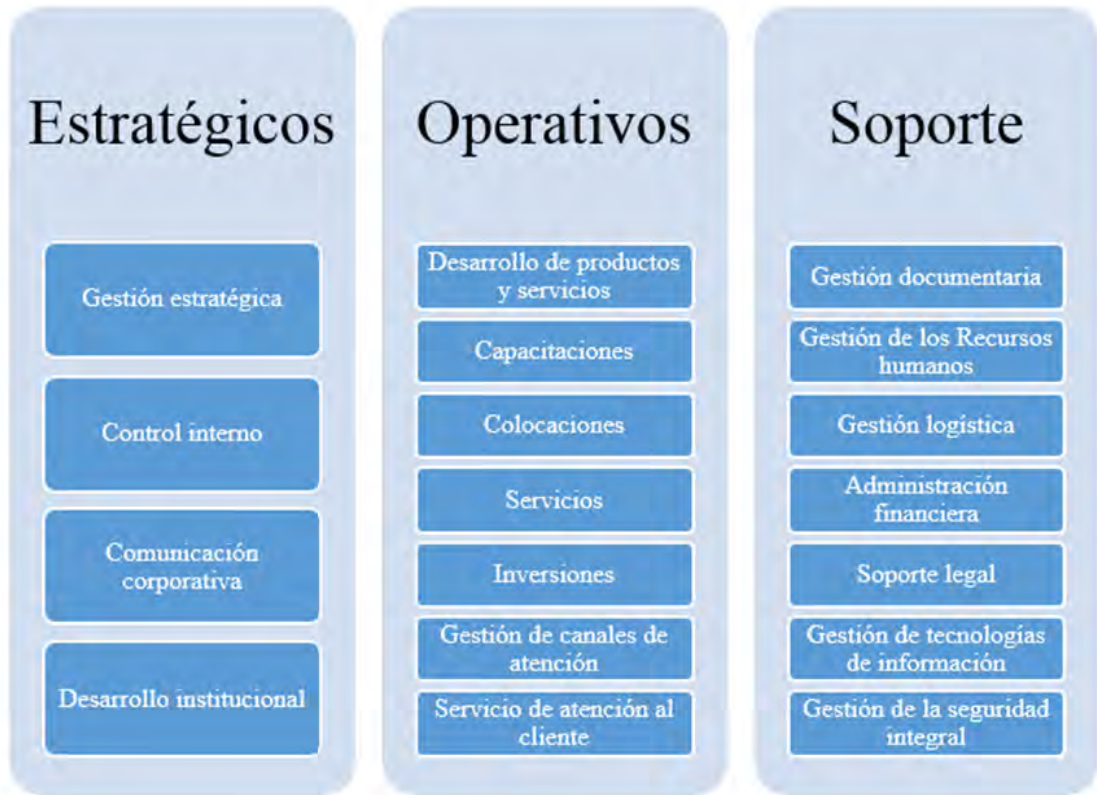 Estratégicos
Gestión estratégica
Control interno
Comunicación
corporativa
Desarrollo institucional
Operativos
Desarrollo de productos
y servicios
Capacitaciones
Colocaciones
Servicios
Inversiones
Gestión de canales de
atención
Servicio de atención al
cliente
Soporte
Gestión documentaria
Gestión de los Recursos
humanos
Gestión logística
Administración
financiera
Soporte legal
Gestión de tecnologías
de información
Gestión de la seguridad
integral